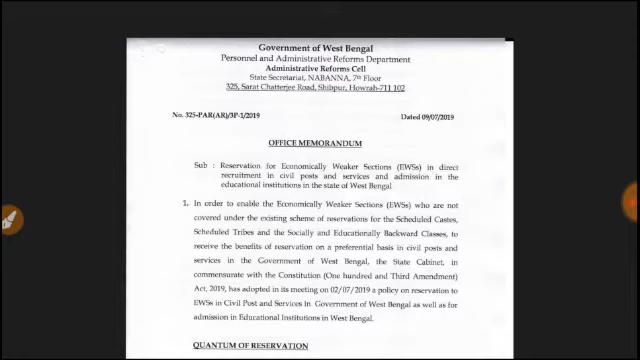 Government of West Bengal
Personnel and Administrative Reforms Department
Administrative Reforms Cell
State Secretariat, NABANNA, 7th Floor
325, Sarat Chatterjee Road, Shibpur, Howrah-711 102
No. 325-PAR(AR)/3P-1/2019 Dated 09/07/2019
OFFICE MEMORANDUM
Sub : Reservation for Economically Weaker Sections (EWSs) in direct
recruitment in civil posts and services and admission in the
educational institutions in the state of West Bengal
1. In order to enable the Economically Weaker Sections (EWSs) who are not
covered under the existing scheme of reservations for the Scheduled Castes,
Scheduled Tribes and the Socially and Educationally Backward Classes, to
receive the benefits of reservation on a preferential basis in civil posts and
services in the Government of West Bengal, the State Cabinet, in
commensurate with the Constitution (One hundred and Third Amendment)
Act, 2019, has adopted in its meeting on 02/07/2019 a policy on reservation to
EWSs in Civil Post and Services in Government of West Bengal as well as for
admission in Educational Institutions in West Bengal.
QUANTUM OF RESERVATION